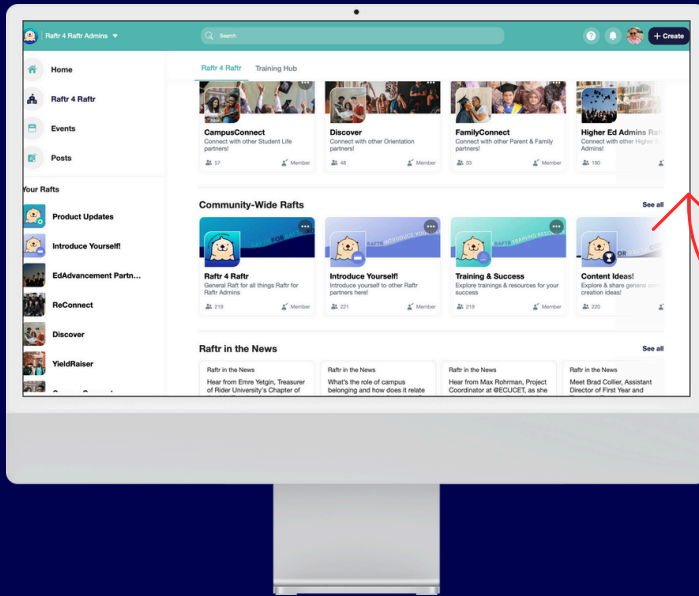 Raftr 4 Raftr Admins
Search
+ Create
Home
Raftr 4 Raftr
Events
Posts
Your Rafts
Product Updates
Introduce Yourself!
EdAdvancement Partn...
ReConnect
Discover
YieldRaiser
Raftr 4 Raftr
Training Hub
CampusConnect
Connect with other Student Life
partners!
57
Member
Discover
Connect with other Orientation
partners!
48
Member
FamilyConnect
Connect with other Parent & Family
partners!
33
Member
Higher Ed Admins
Connect with other Higher
Admins!
190
Community-Wide Rafts
See all
Raftr 4 Raftr
General Raft for all things Raftr for
Raftr Admins
219
Member
Introduce Yourself!
Introduce yourself to other Raftr
partners here!
221
Member
Training & Success
Explore trainings & resources for your
success
219
Member
Content Ideas!
Explore & share general
creation ideas!
220
Raftr in the News
See all
Raftr in the News
Hear from Emre Yetgin, Treasurer
of Rider University's Chapter of
Raftr in the News
What's the role of campus
belonging and how does it relate
Raftr in the News
Hear from Max Rohrman, Project
Coordinator at @ECUCET, as she
Raftr in the News
Meet Brad Collier, Assistant
Director of First Year and